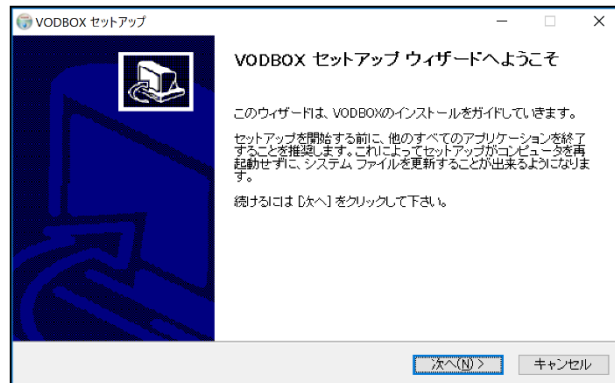 VODBOX セットアップ
VODBOX セットアップ ウィザードへようこそ
このウィザードは、VODBOXのインストールをガイドしていきます。
セットアップを開始する前に、他のすべてのアプリケーションを終了
することを推奨します。これによってセットアップがコンピュータを再
起動せずに、システム ファイルを更新することが出来るようになりま
す。
続けるには [次へ] をクリックして下さい。
次へ(N) >
キャンセル